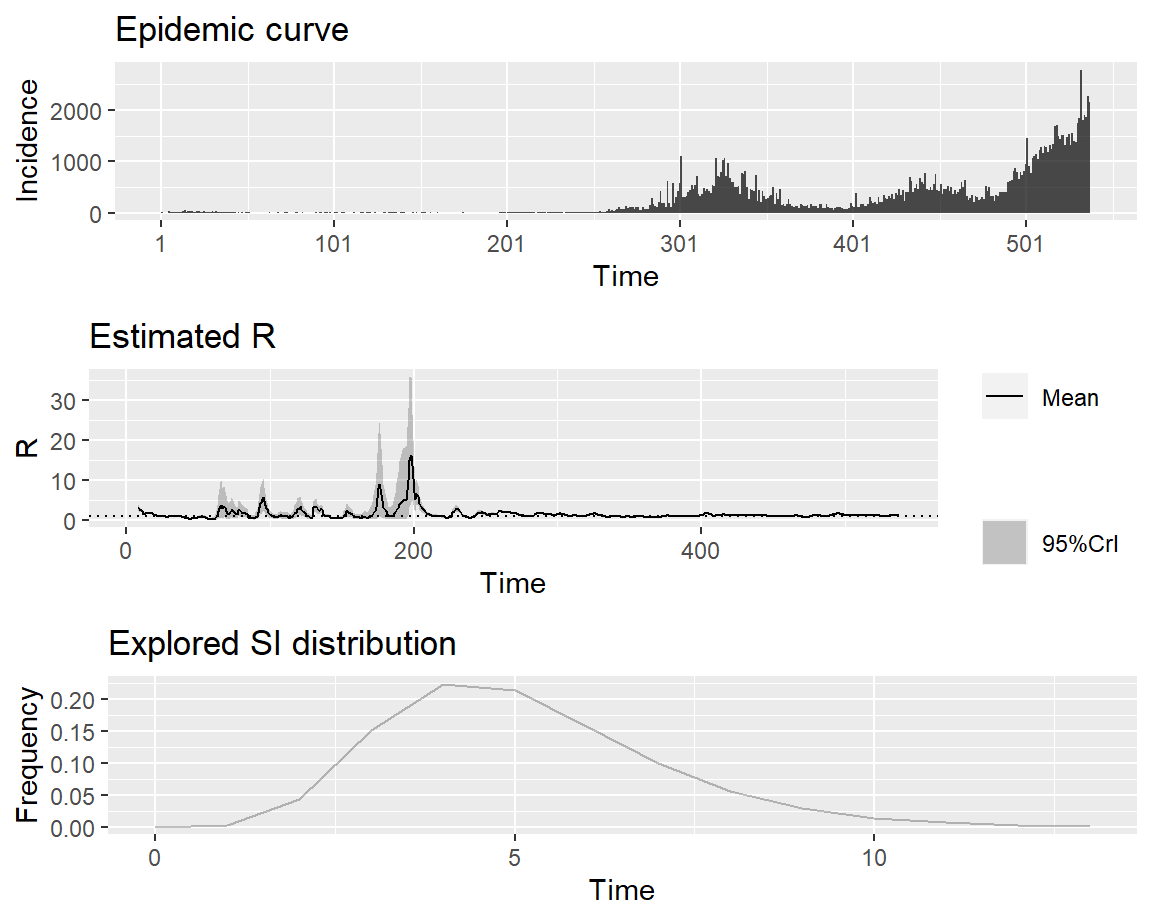 Epidemic curve
Incidence
2000
1000
0
1 101 201 301 401 501
Time
Estimated R
R
30
20
10
0
0 200 400
Time
Mean
95%CrI
Explored SI distribution
Frequency
0.20
0.15
0.10
0.05
0.00
0 5 10
Time